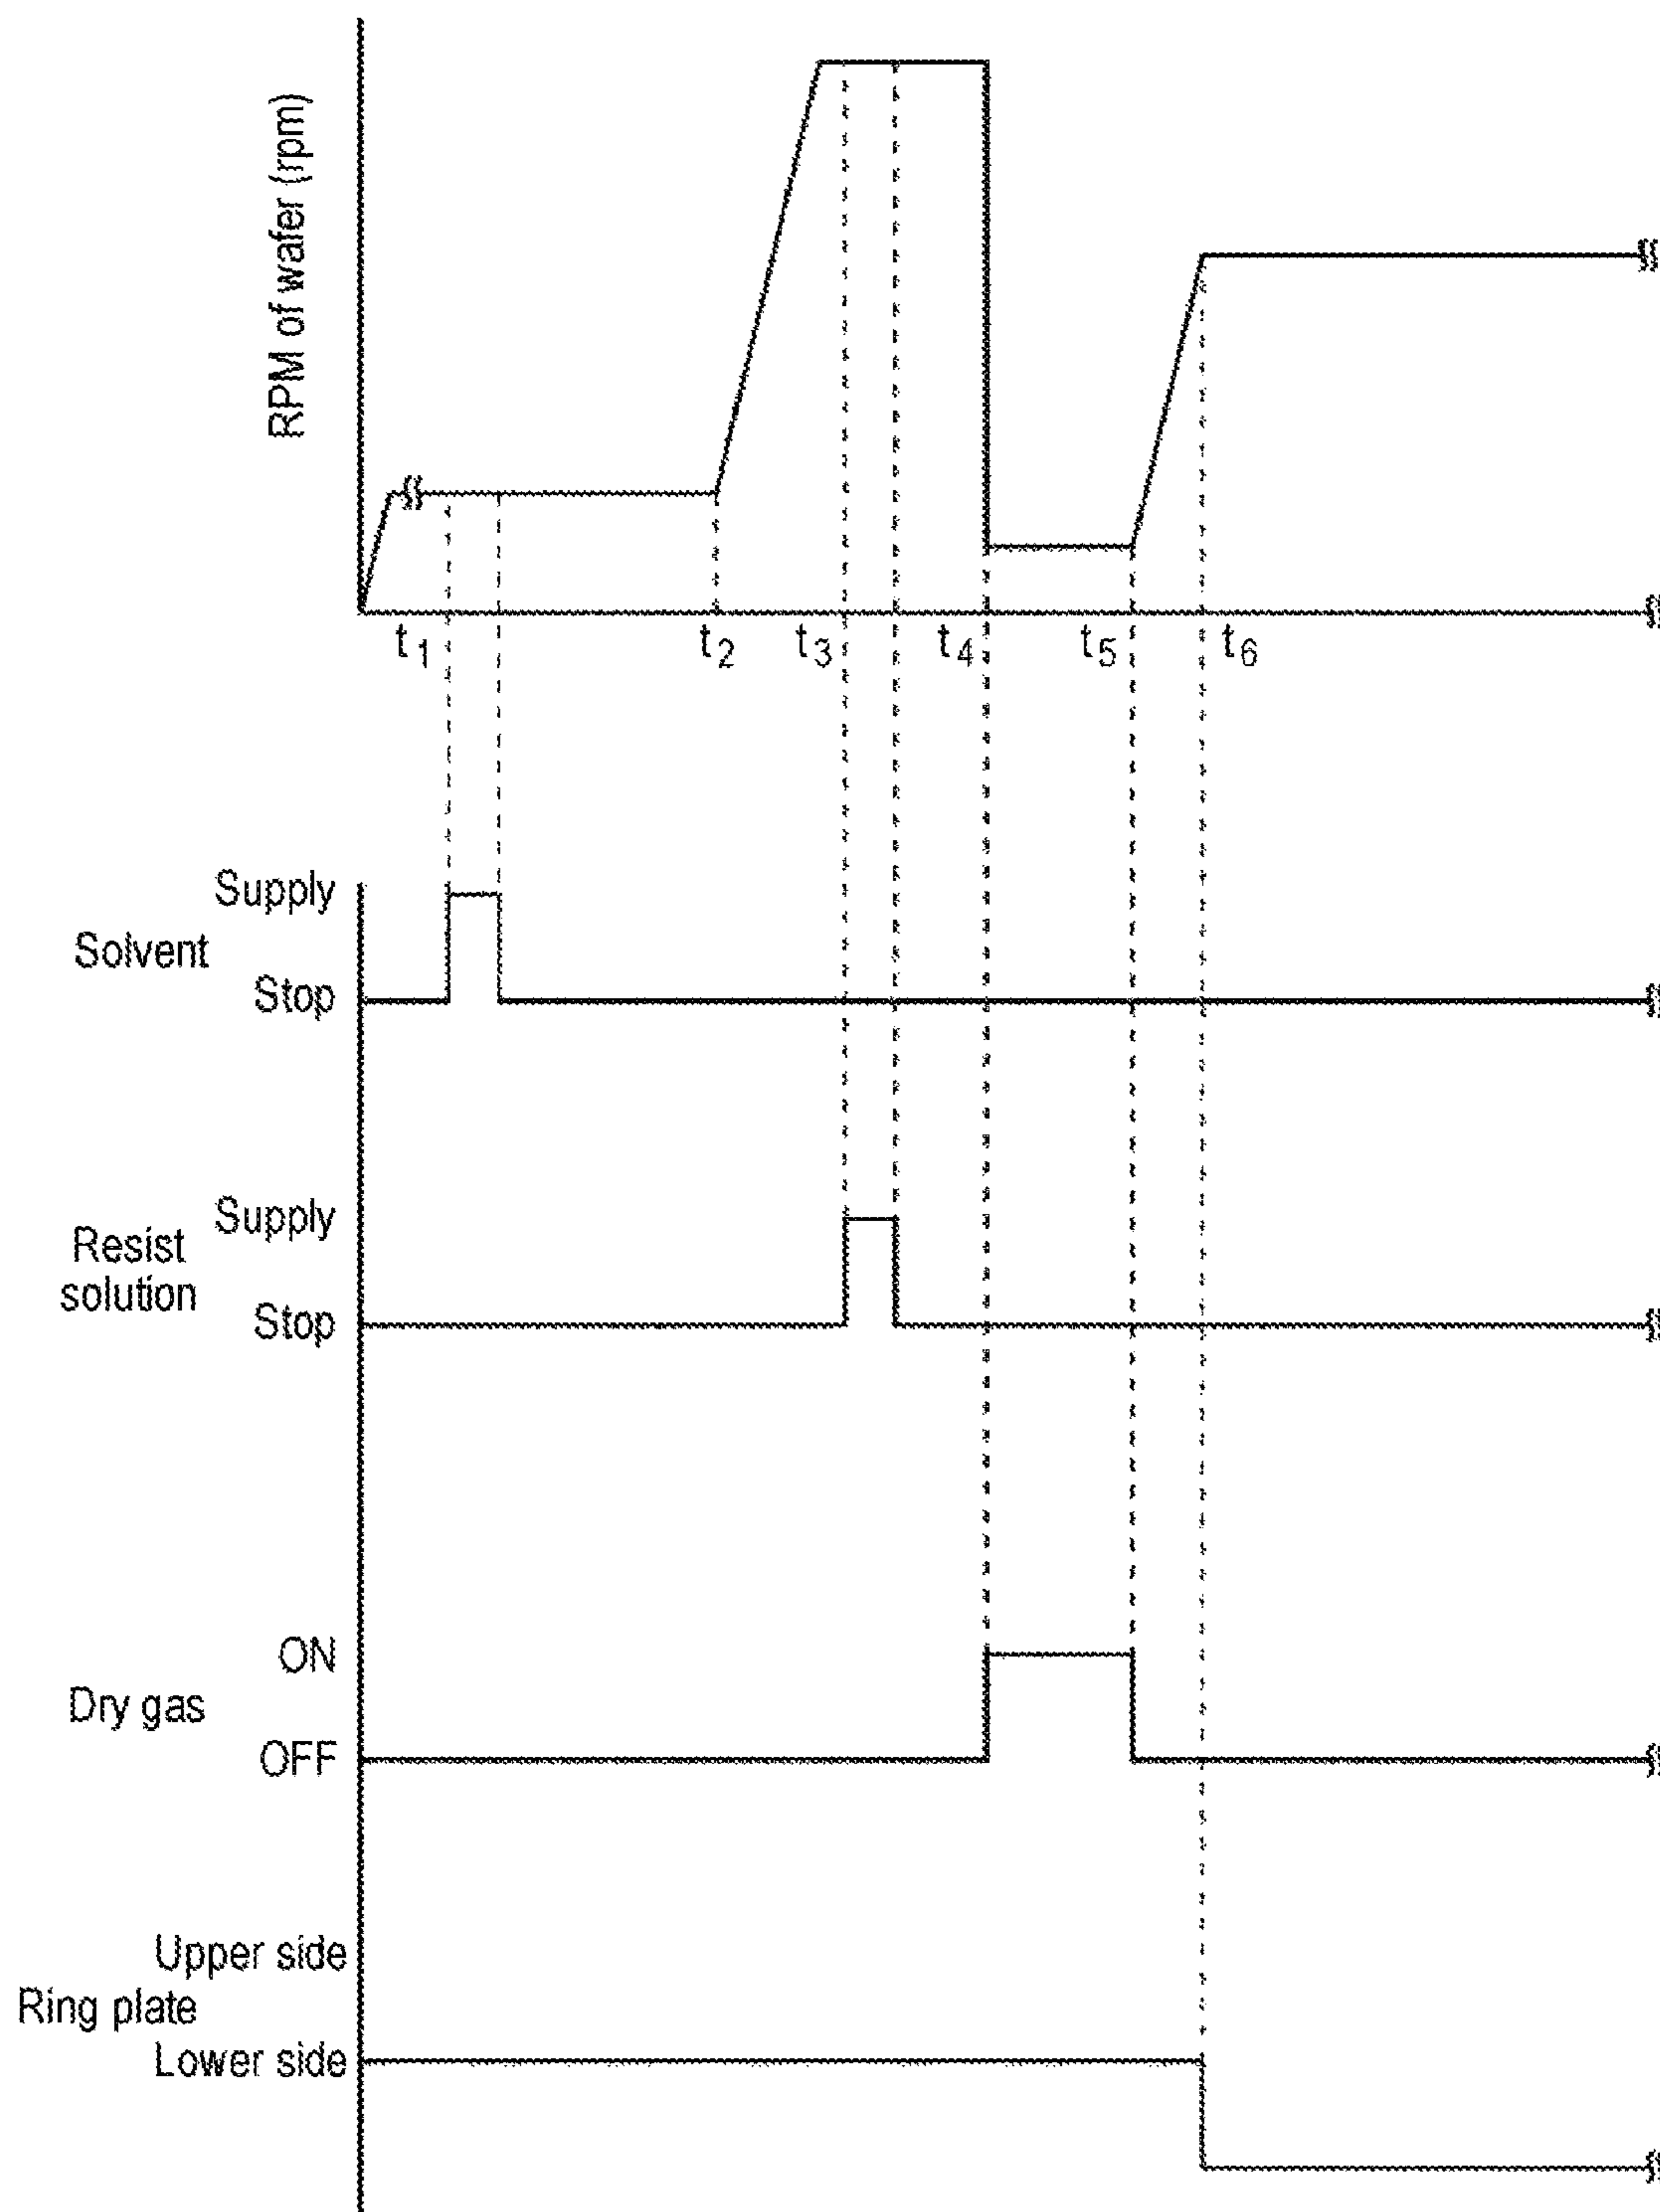 RPM of wafer (rpm)
t1 t2 t3 t4 t5 t6
Supply
Solvent
Stop
Supply
Resist
solution
Stop
ON
Dry gas
OFF
Upper side
Ring plate
Lower side